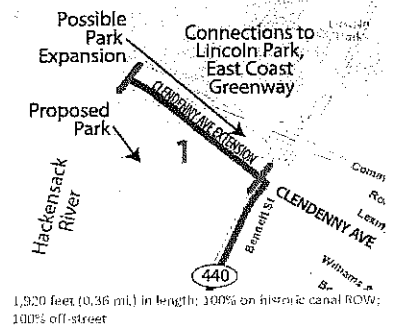 Possible
Park
Expansion
Connections to
Lincoln Park,
East Coast
Greenway
Lincoln
Park
CLENDENNY AVE EXTENSION
Proposed
Park
1
Hackensack
River
CLENDENNY AVE
Bennett St
440
1,920 feet (0.36 mi.) in length; 100% on historic canal ROW;
100% off-street